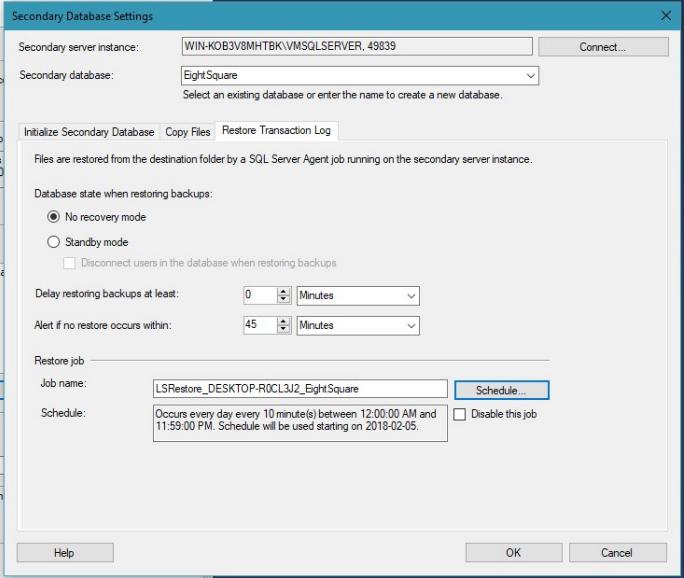 Secondary Database Settings
Secondary server instance:
WIN-KOB3V8MHTBK\VMSQLSERVER, 49839
Connect...
Secondary database:
EightSquare
Select an existing database or enter the name to create a new database.
Initialize Secondary Database
Copy Files
Restore Transaction Log
Files are restored from the destination folder by a SQL Server Agent job running on the secondary server instance.
Database state when restoring backups:
No recovery mode
Standby mode
Disconnect users in the database when restoring backups
Delay restoring backups at least:
0
Minutes
Alert if no restore occurs within:
45
Minutes
Restore job
Job name:
LSRestore_DESKTOP-R0CL3J2_EightSquare
Schedule...
Schedule:
Occurs every day every 10 minute(s) between 12:00:00 AM and
11:59:00 PM. Schedule will be used starting on 2018-02-05.
Disable this job
Help
OK
Cancel